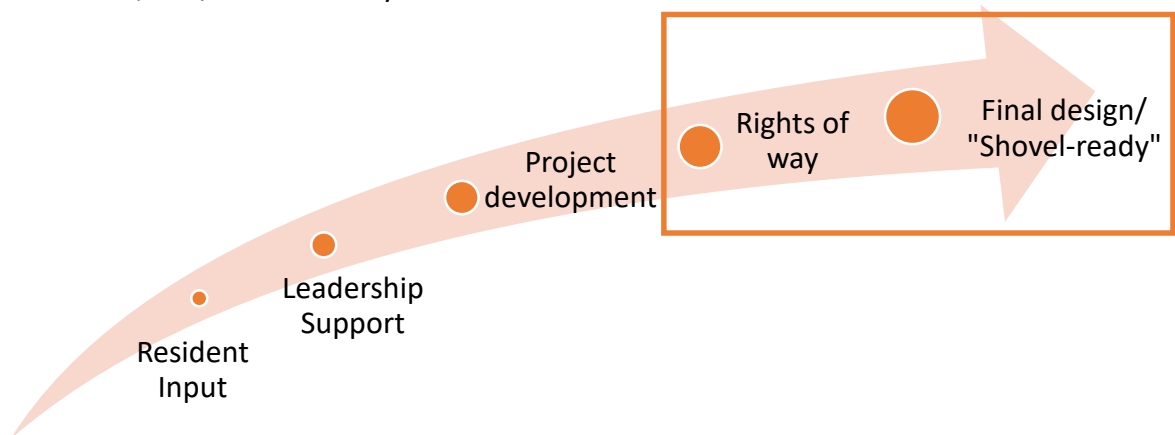 Resident
Input
Leadership
Support
Project
development
Rights of
way
Final design/
"Shovel-ready"